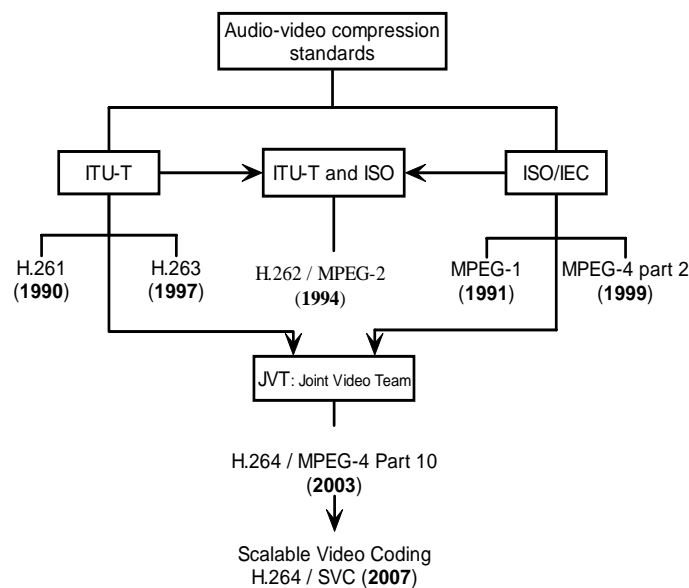 Audio-video compression
standards
ITU-T
ITU-T and ISO
ISO/IEC
H.261
(1990)
H.263
(1997)
H.262 / MPEG-2
(1994)
MPEG-1
(1991)
MPEG-4 part 2
(1999)
JVT: Joint Video Team
H.264 / MPEG-4 Part 10
(2003)
Scalable Video Coding
H.264 / SVC (2007)